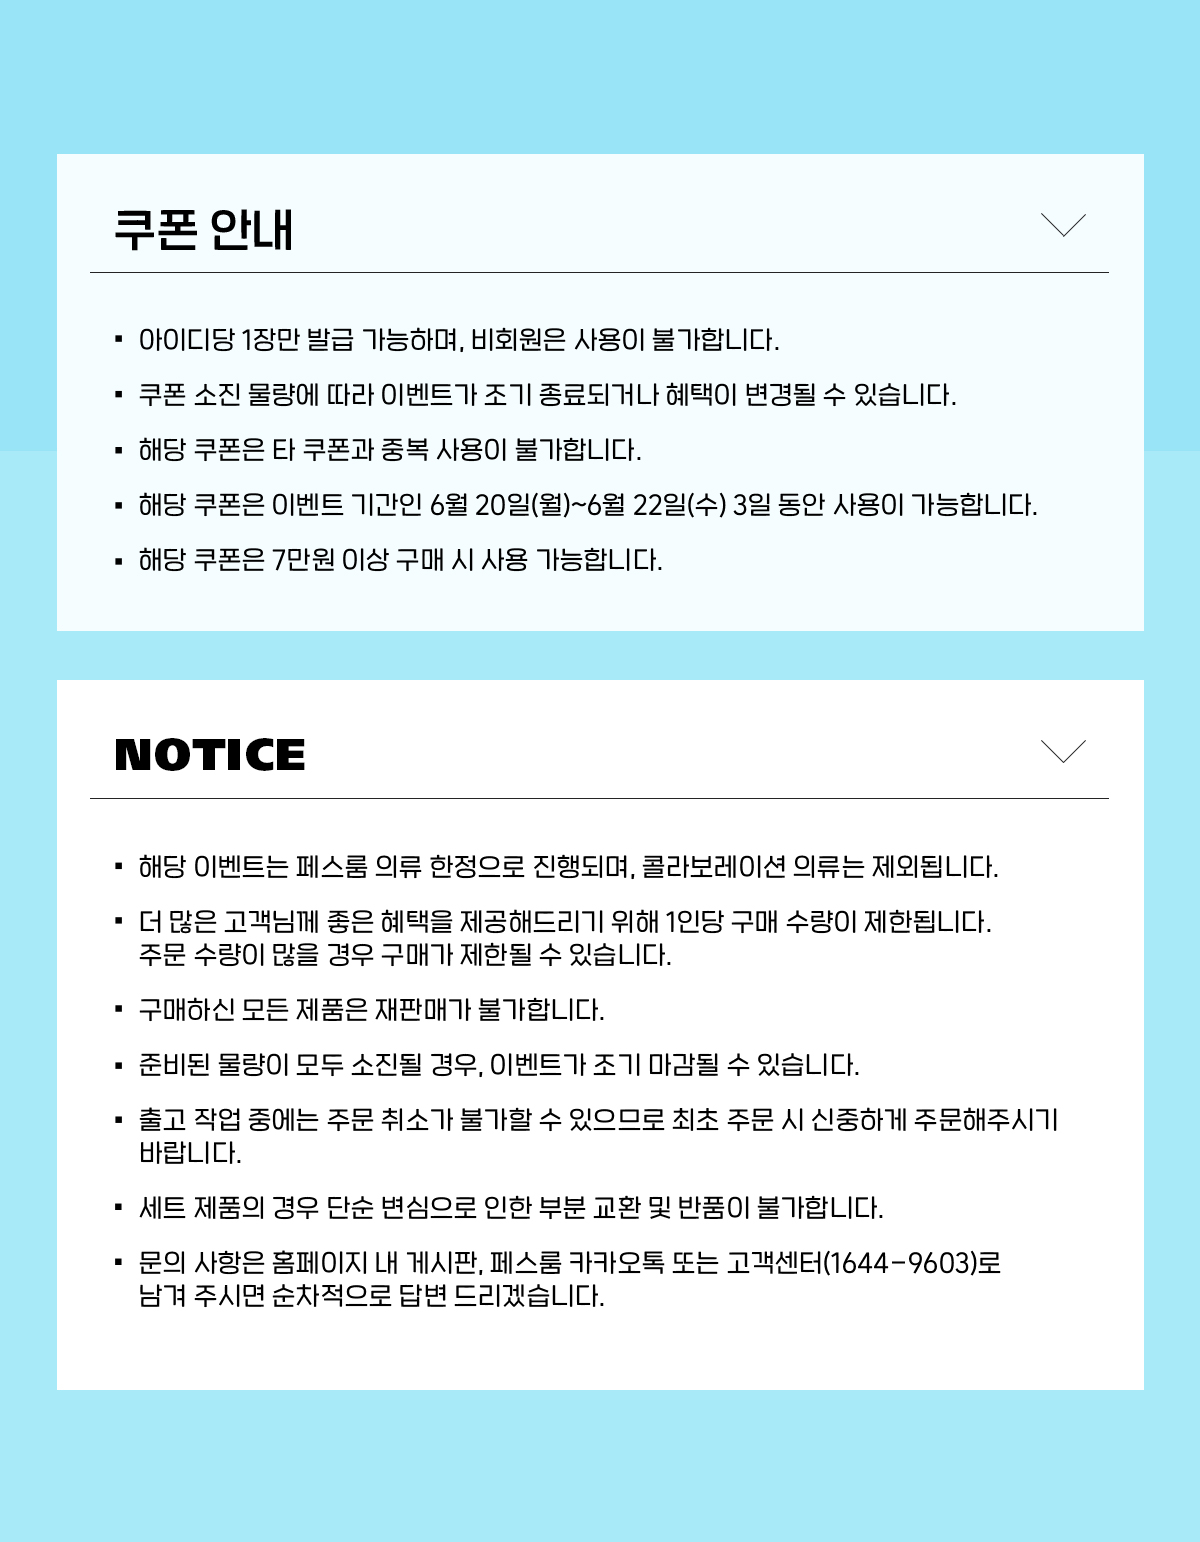 쿠폰 안내
▪ 아이디당 1장만 발급 가능하며, 비회원은 사용이 불가합니다.
▪ 쿠폰 소진 물량에 따라 이벤트가 조기 종료되거나 혜택이 변경될 수 있습니다.
▪ 해당 쿠폰은 타 쿠폰과 중복 사용이 불가합니다.
▪ 해당 쿠폰은 이벤트 기간인 6월 20일(월)~6월 22일(수) 3일 동안 사용이 가능합니다.
▪ 해당 쿠폰은 7만원 이상 구매 시 사용 가능합니다.
NOTICE
▪ 해당 이벤트는 페스룸 의류 한정으로 진행되며, 콜라보레이션 의류는 제외됩니다.
▪ 더 많은 고객님께 좋은 혜택을 제공해드리기 위해 1인당 구매 수량이 제한됩니다.
주문 수량이 많을 경우 구매가 제한될 수 있습니다.
▪ 구매하신 모든 제품은 재판매가 불가합니다.
▪ 준비된 물량이 모두 소진될 경우, 이벤트가 조기 마감될 수 있습니다.
▪ 출고 작업 중에는 주문 취소가 불가할 수 있으므로 최초 주문 시 신중하게 주문해주시기
바랍니다.
▪ 세트 제품의 경우 단순 변심으로 인한 부분 교환 및 반품이 불가합니다.
▪ 문의 사항은 홈페이지 내 게시판, 페스룸 카카오톡 또는 고객센터(1644-9603)로
남겨 주시면 순차적으로 답변 드리겠습니다.